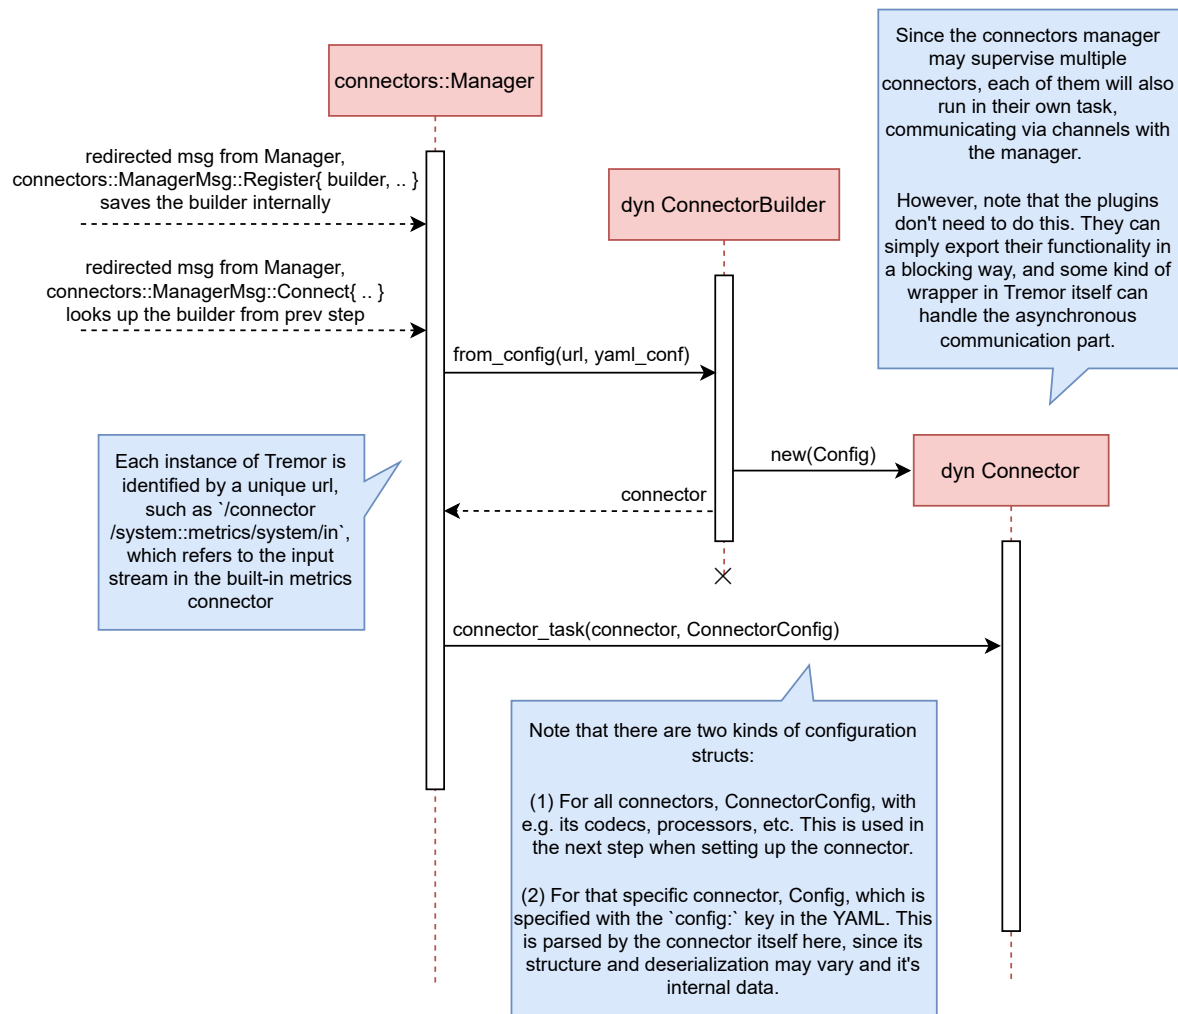 Since the connectors manager
may supervise multiple
connectors, each of them will also
run in their own task,
communicating via channels with
the manager.
However, note that the plugins
don't need to do this. They can
simply export their functionality in
a blocking way, and some kind of
wrapper in Tremor itself can
handle the asynchronous
communication part.
connectors::Manager
redirected msg from Manager,
connectors::ManagerMsg::Register{ builder, .. }
saves the builder internally
dyn ConnectorBuilder
redirected msg from Manager,
connectors::ManagerMsg::Connect{ .. }
looks up the builder from prev step
from_config(url, yaml_conf)
Each instance of Tremor is
identified by a unique url,
such as `/connector
/system::metrics/system/in`,
which refers to the input
stream in the built-in metrics
connector
new(Config)
dyn Connector
connector
connector_task(connector, ConnectorConfig)
Note that there are two kinds of configuration
structs:
(1) For all connectors, ConnectorConfig, with
e.g. its codecs, processors, etc. This is used in
the next step when setting up the connector.
(2) For that specific connector, Config, which is
specified with the `config:` key in the YAML. This
is parsed by the connector itself here, since its
structure and deserialization may vary and it's
internal data.